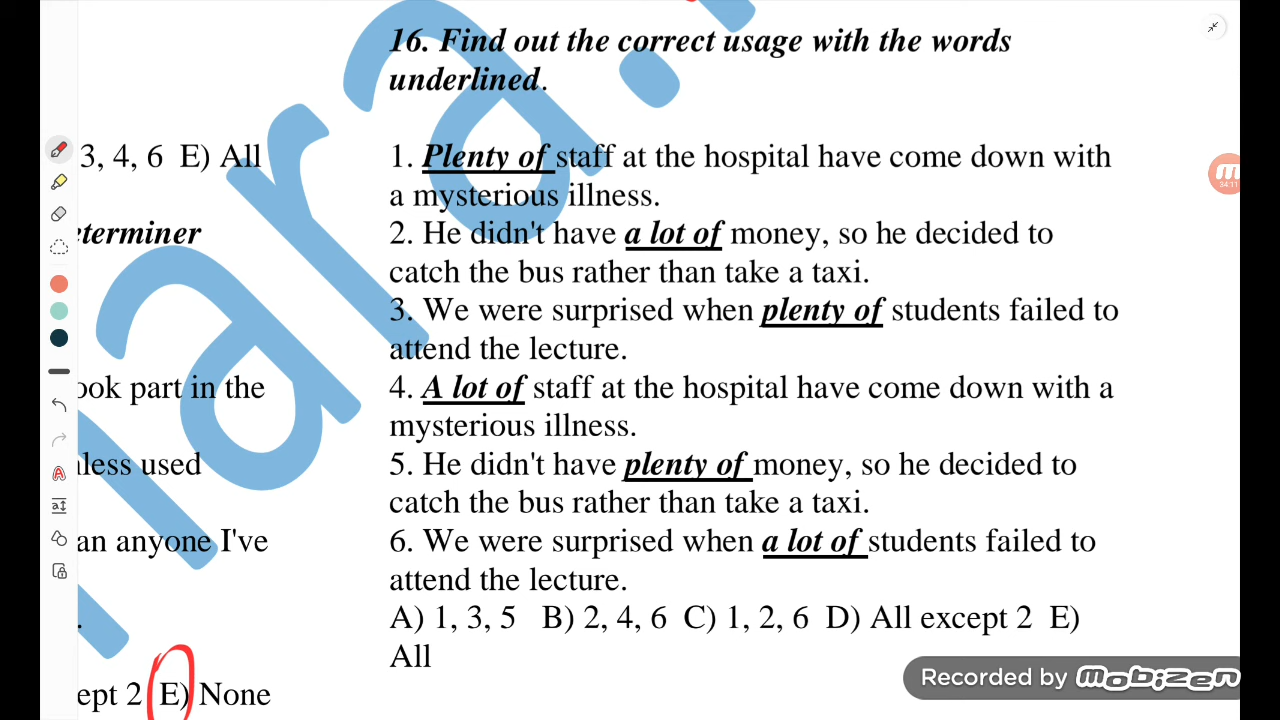 3, 4, 6 E) All
eterminer
ook part in the
nless used
an anyone I've
.
ept 2 E) None
16. Find out the correct usage with the words
underlined.
1. Plenty of staff at the hospital have come down with
a mysterious illness.
2. He didn't have a lot of money, so he decided to
catch the bus rather than take a taxi.
3. We were surprised when plenty of students failed to
attend the lecture.
4. A lot of staff at the hospital have come down with a
mysterious illness.
5. He didn't have plenty of money, so he decided to
catch the bus rather than take a taxi.
6. We were surprised when a lot of students failed to
attend the lecture.
A) 1, 3, 5 B) 2, 4, 6 C) 1, 2, 6 D) All except 2 E)
All
34:11
Recorded by mobizen